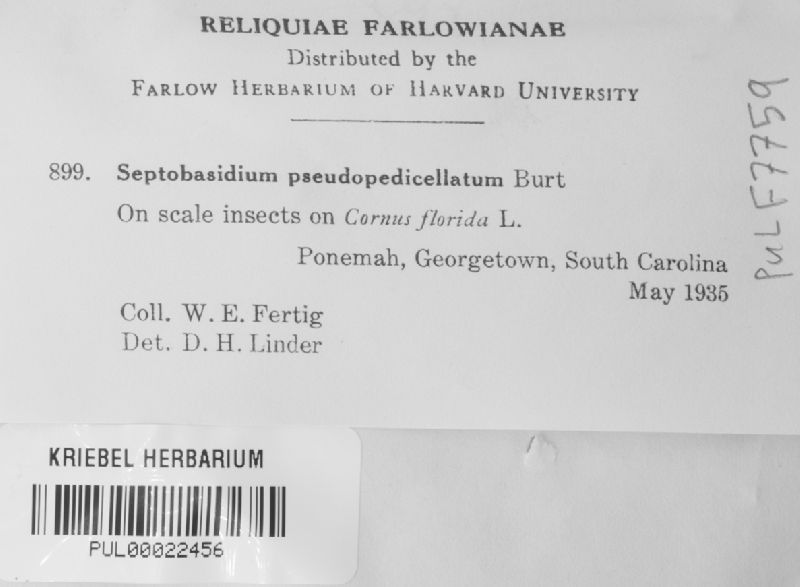 RELIQUIAE FARLOWIANAE
Distributed by the
FARLOW HERBARIUM OF HARVARD UNIVERSITY
899. Septobasidium pseudopedicellatum Burt
On scale insects on Cornus florida L.
Ponemah, Georgetown, South Carolina
May 1935
Coll. W. E. Fertig
Det. D. H. Linder
PUL F7759
KRIEBEL HERBARIUM
PUL00022456